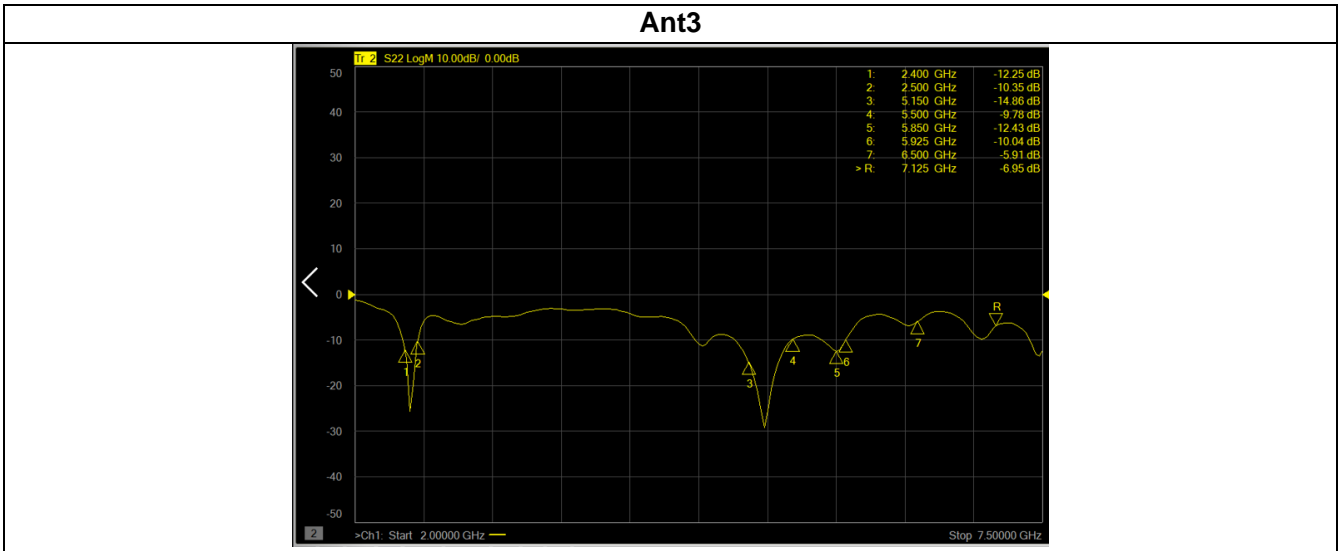 Ant3
Tr 2 S22 LogM 10.00dB/ 0.00dB
50
40
30
20
10
0
-10
-20
-30
-40
-50
1: 2.400 GHz -12.25 dB
2: 2.500 GHz -10.35 dB
3: 5.150 GHz -14.86 dB
4: 5.500 GHz -9.78 dB
5: 5.850 GHz -12.43 dB
6: 5.925 GHz -10.04 dB
7: 6.500 GHz -5.91 dB
> R: 7.125 GHz -6.95 dB
1
2
3
4
5
6
7
R
2
>Ch1: Start 2.00000 GHz
Stop 7.50000 GHz